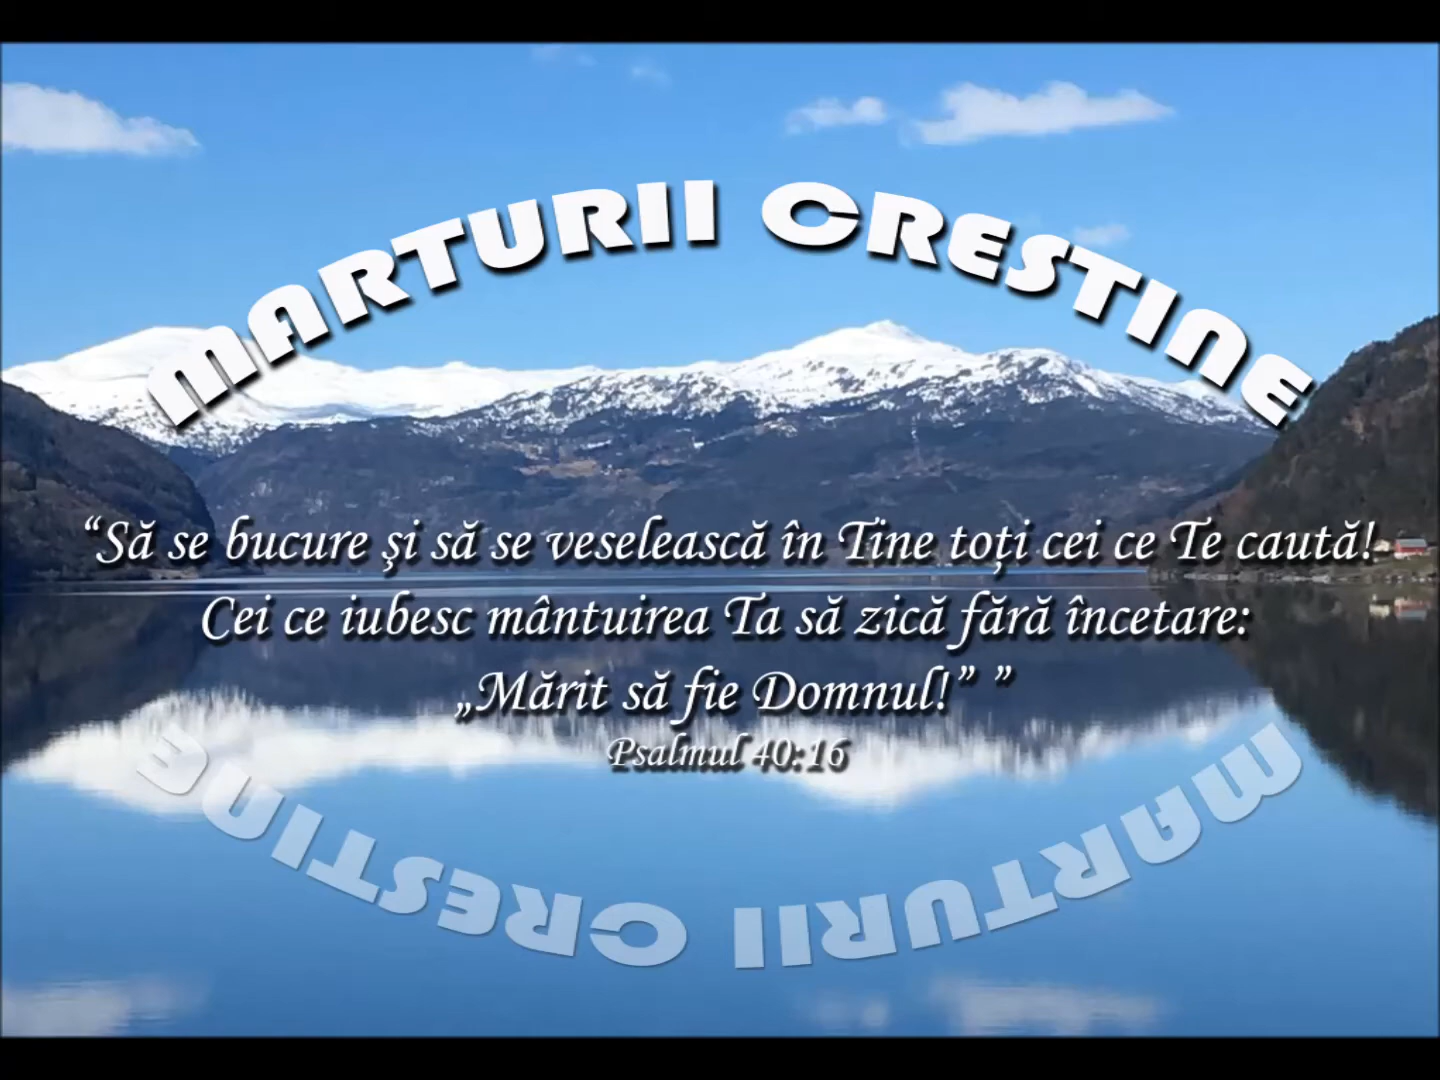 MARTURII CRESTINE
“Să se bucure şi să se veselească în Tine toți cei ce Te caută!
Cei ce iubesc mântuirea Ta să zică fără încetare:
„Mărit să fie Domnul!” ”
Psalmul 40:16
MARTURII CRESTINE